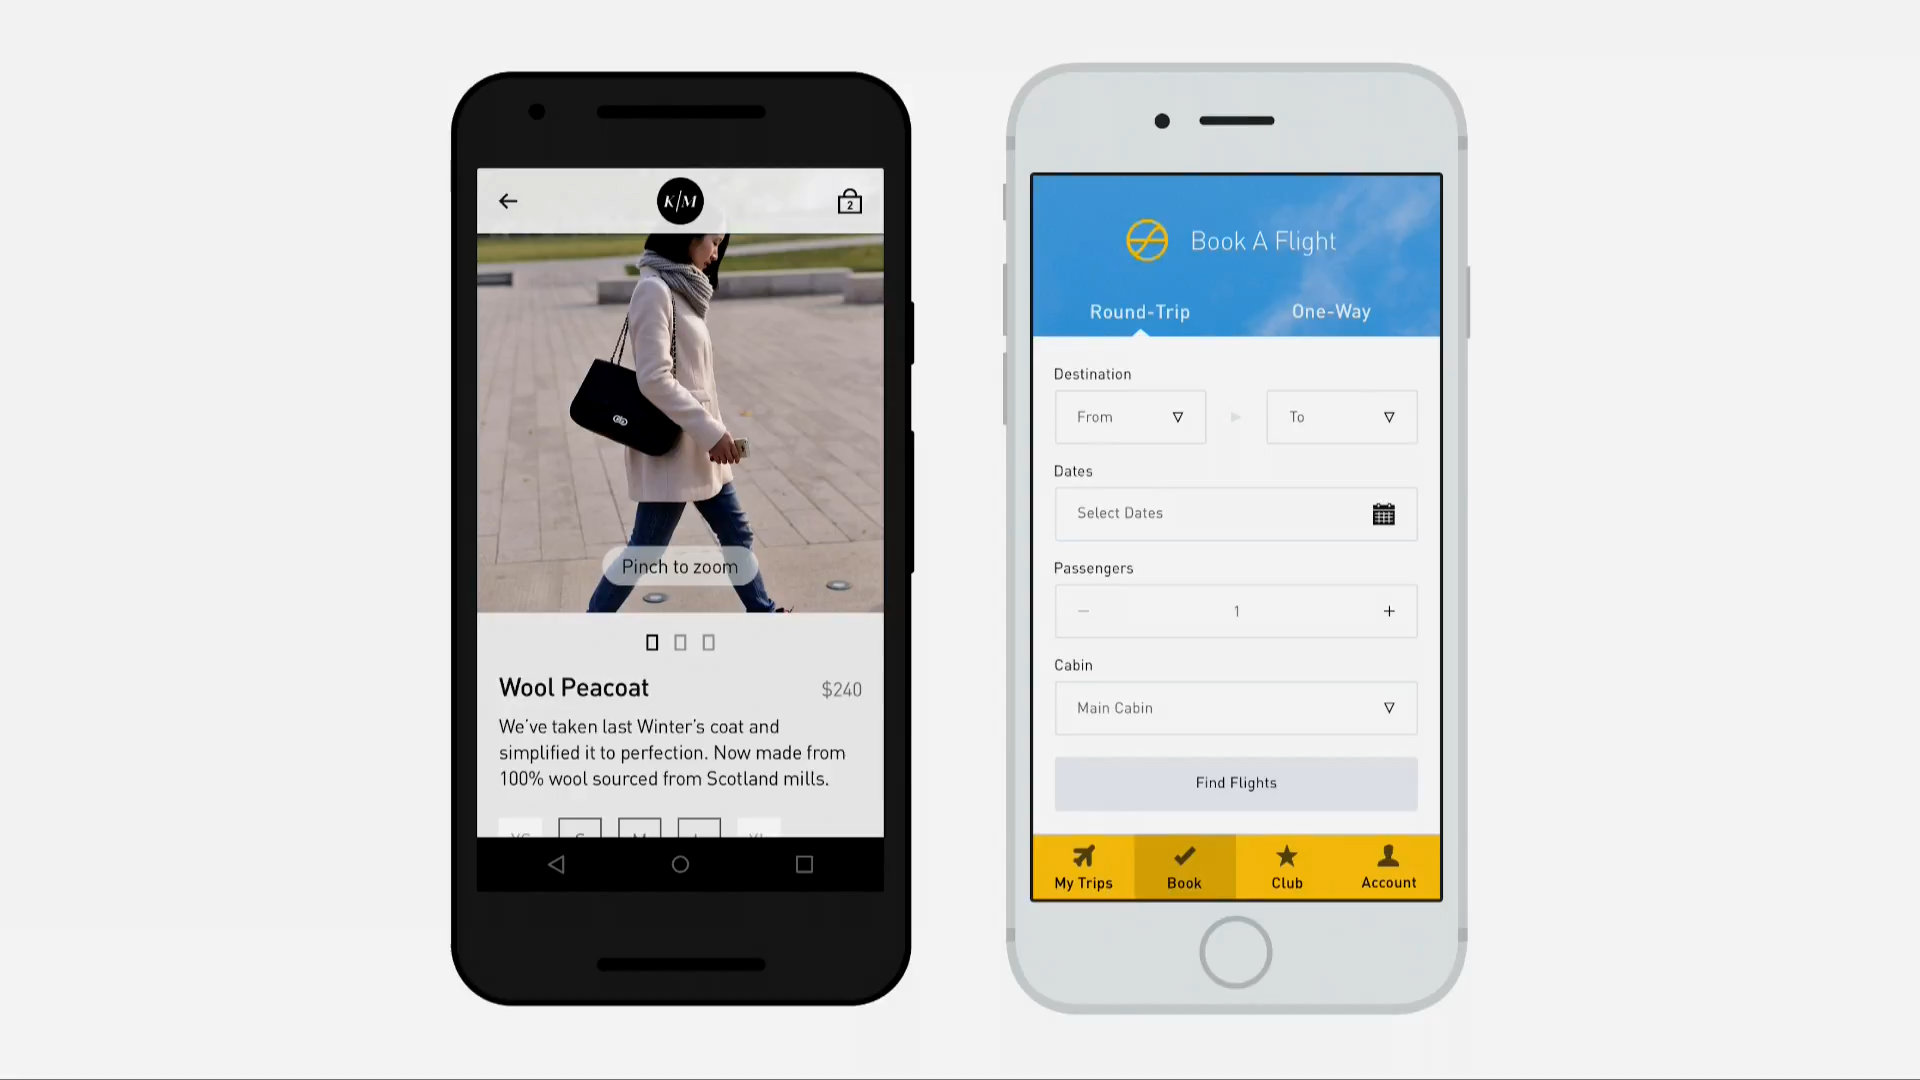 K/M
2
Pinch to zoom
Wool Peacoat
$240
We've taken last Winter's coat and
simplified it to perfection. Now made from
100% wool sourced from Scotland mills.
Book A Flight
Round-Trip
One-Way
Destination
From
To
Dates
Select Dates
Passengers
1
Cabin
Main Cabin
Find Flights
My Trips
Book
Club
Account